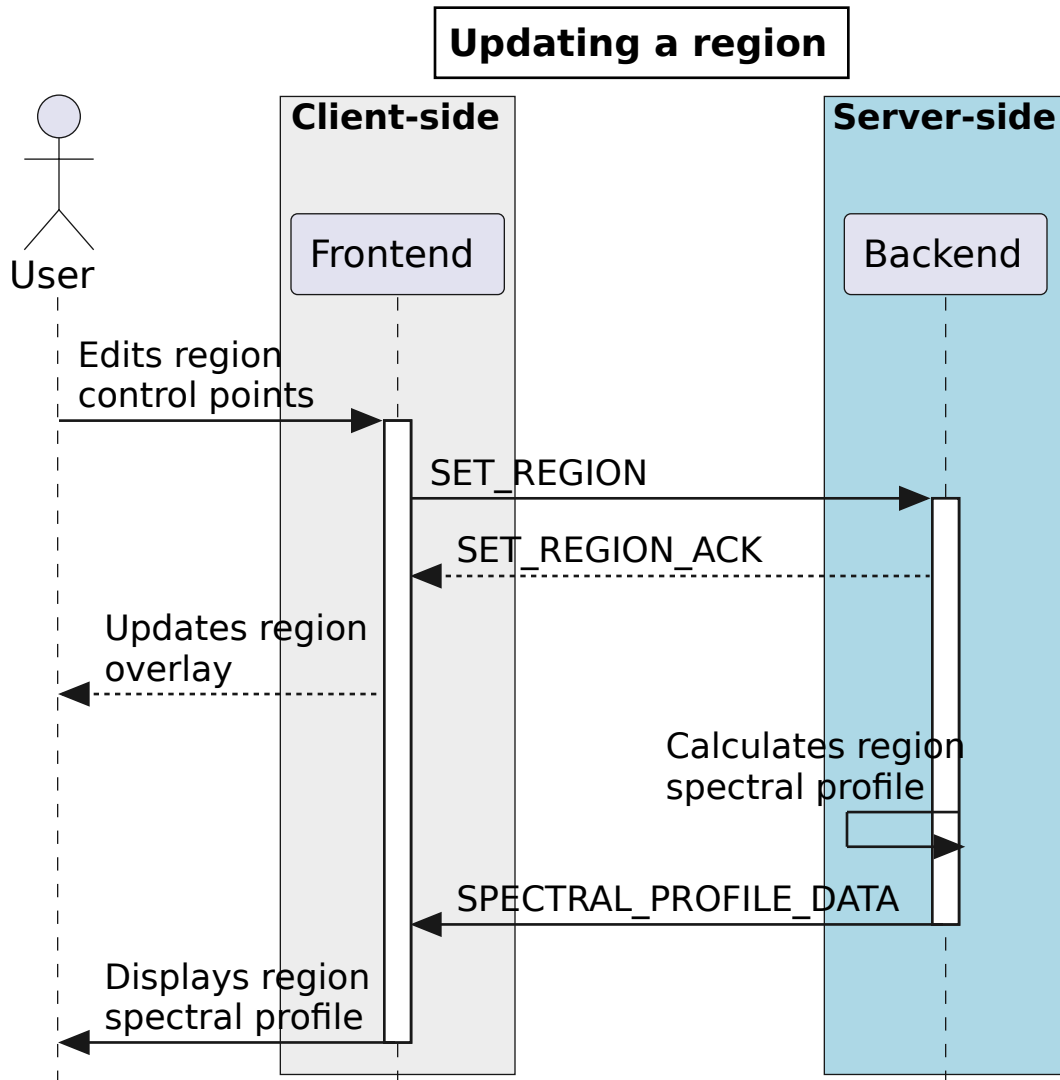 Updating a region
Client-side
Server-side
User
Frontend
Backend
Edits region
control points
SET_REGION
SET_REGION_ACK
Updates region
overlay
Calculates region
spectral profile
SPECTRAL_PROFILE_DATA
Displays region
spectral profile